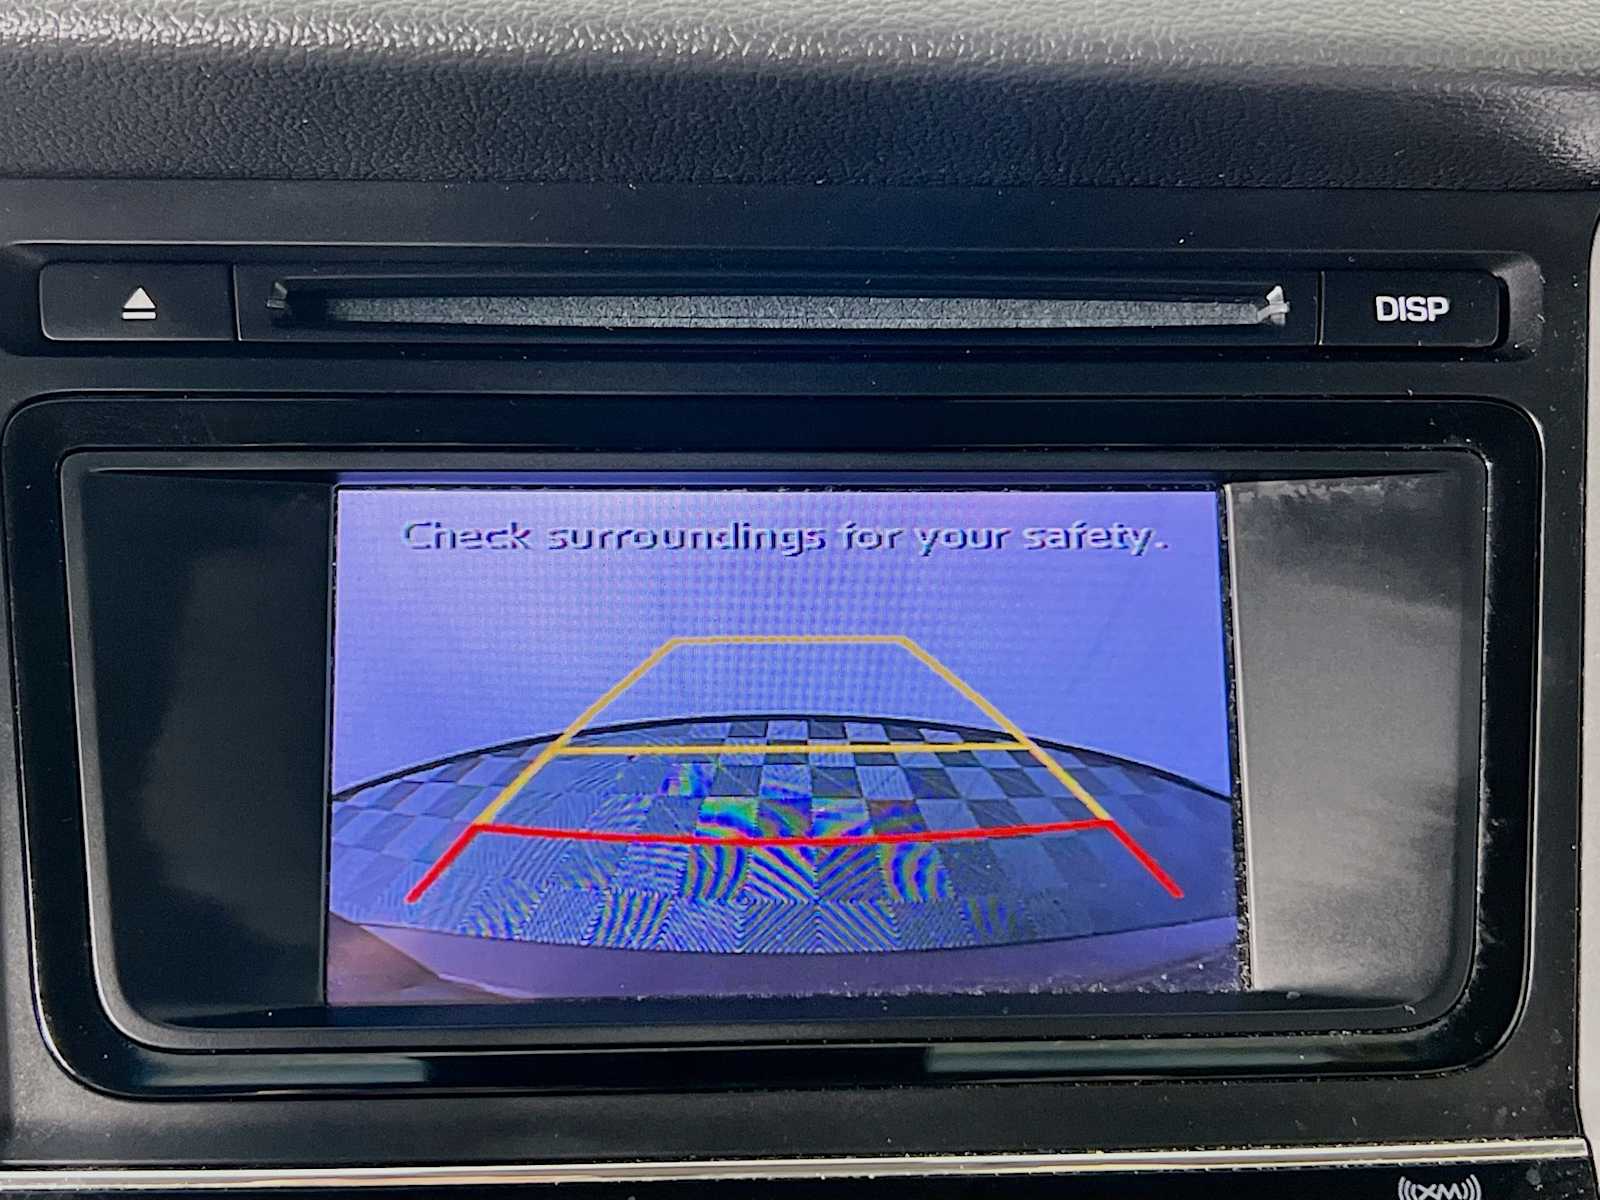 DISP
Check surroundings for your safety.
((XM))